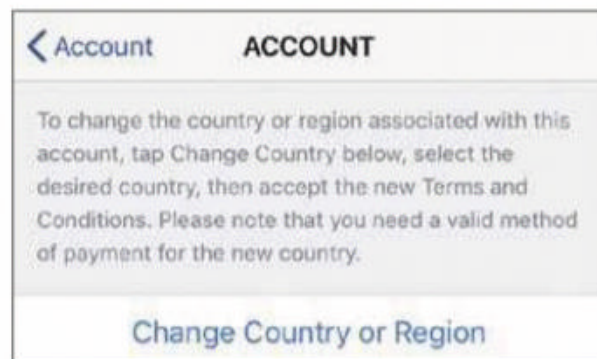 Account ACCOUNT
To change the country or region associated with this
account, tap Change Country below, select the
desired country, then accept the new Terms and
Conditions. Please note that you need a valid method
of payment for the new country.
Change Country or Region